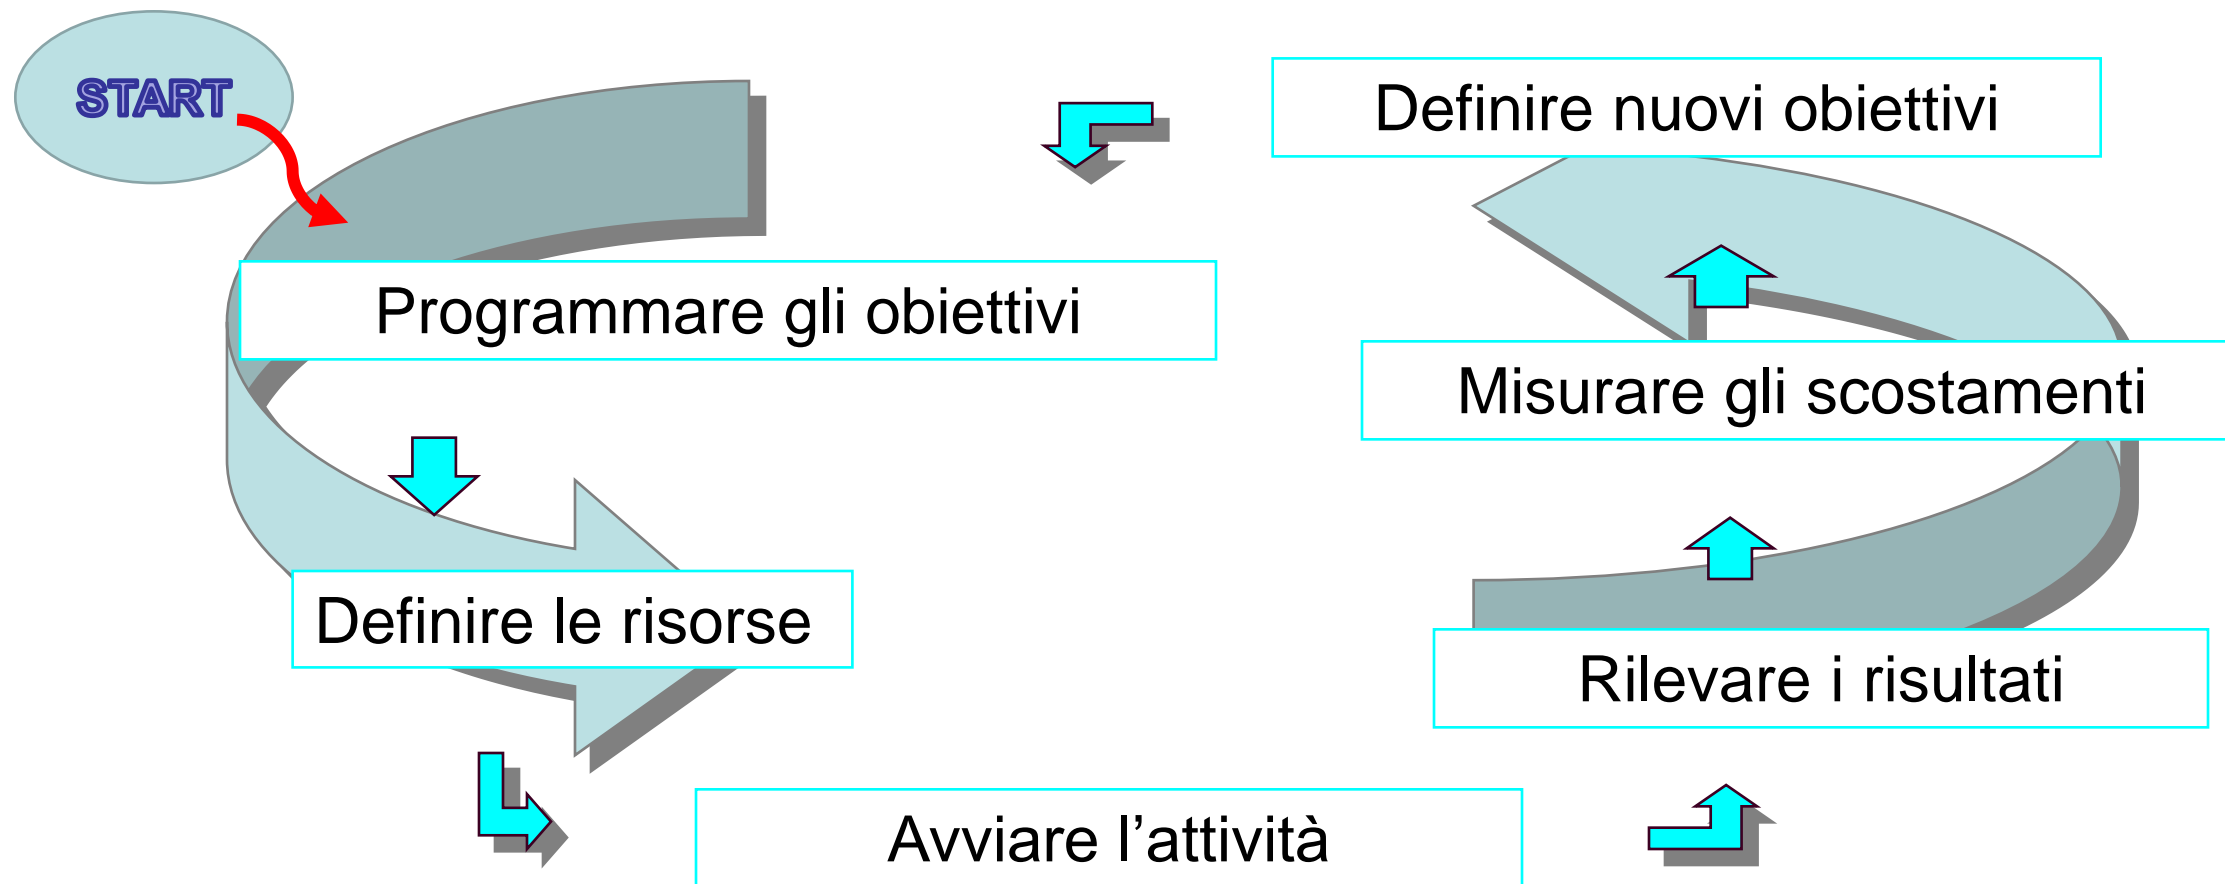 START
Definire nuovi obiettivi
Programmare gli obiettivi
Misurare gli scostamenti
Definire le risorse
Rilevare i risultati
Avviare l’attività